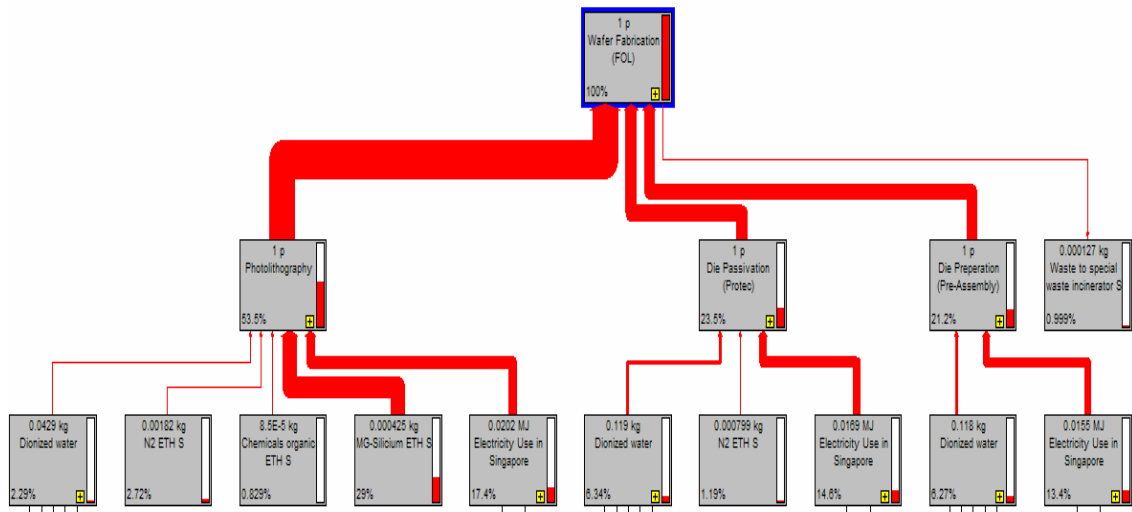 1 p
Wafer Fabrication
(FOL)
100%
1 p
Photolithography
53.5%
1 p
Die Passivation
(Protec)
23.5%
1 p
Die Preperation
(Pre-Assembly)
21.2%
0.000127 kg
Waste to special
waste incinerator S
0.999%
0.0429 kg
Dionized water
2.29%
0.00182 kg
N2 ETH S
2.72%
8.5E-5 kg
Chemicals organic
ETH S
0.829%
0.000425 kg
MG-Silicium ETH S
29%
0.0202 MJ
Electricity Use in
Singapore
17.4%
0.119 kg
Dionized water
6.34%
0.000799 kg
N2 ETH S
1.19%
0.0169 MJ
Electricity Use in
Singapore
14.6%
0.118 kg
Dionized water
6.27%
0.0155 MJ
Electricity Use in
Singapore
13.4%